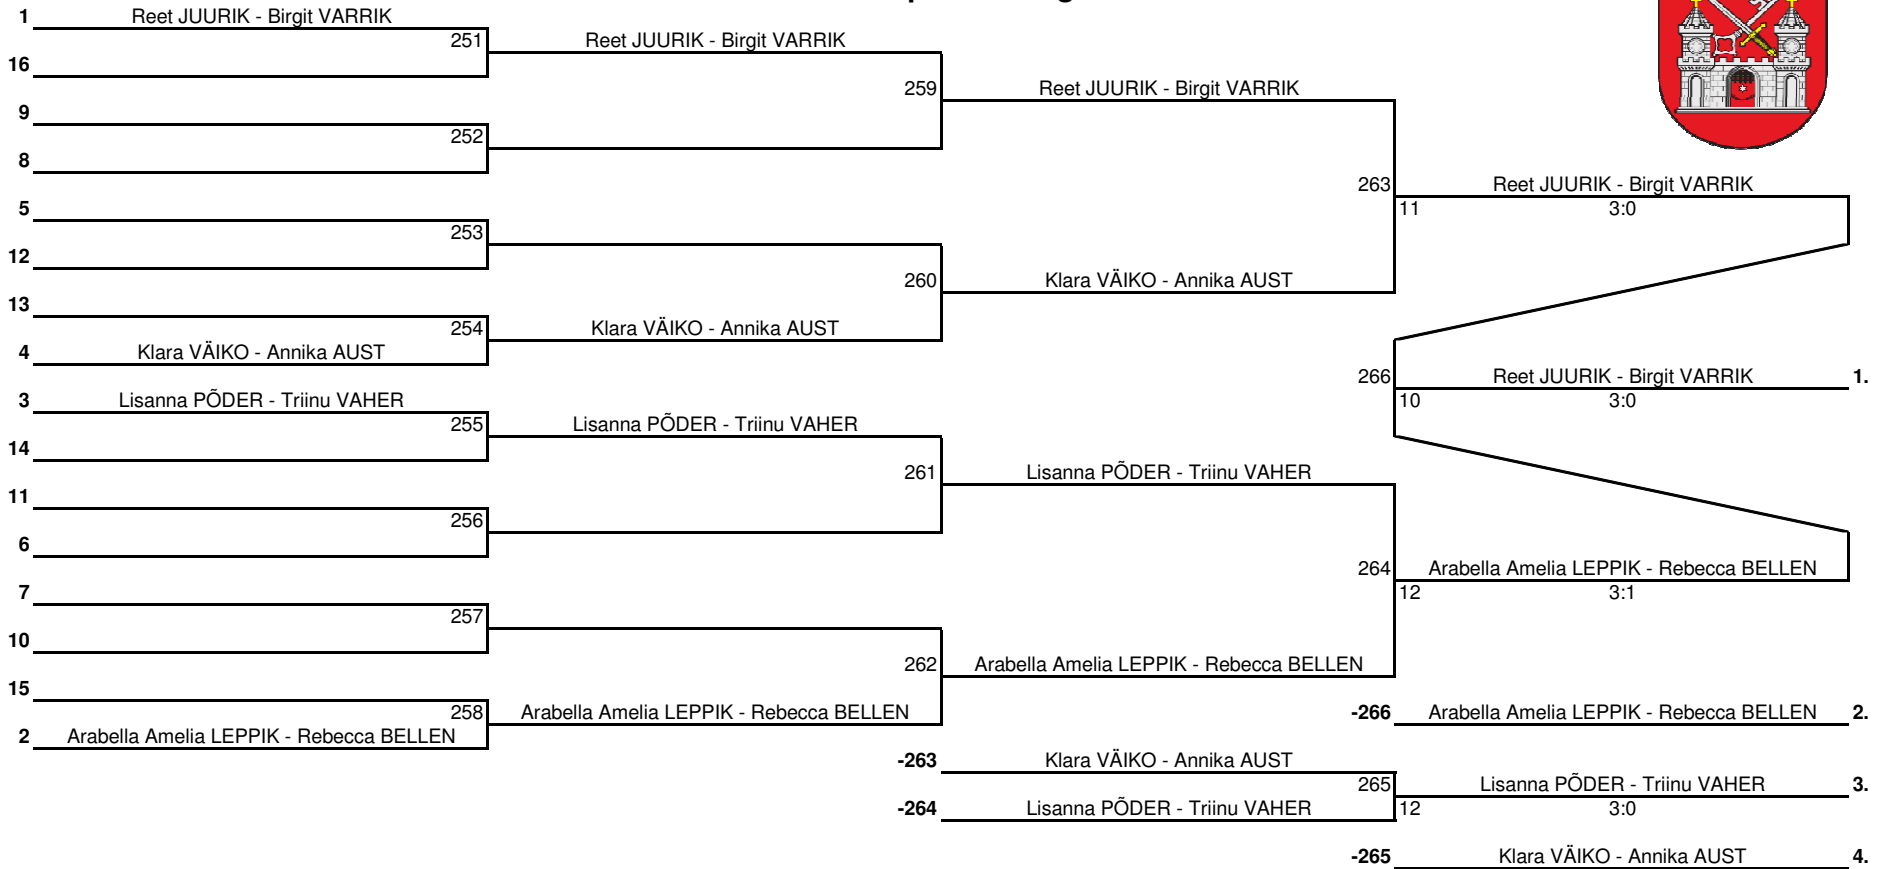 1 Reet JUURIK - Birgit VARRIK
251 Reet JUURIK - Birgit VARRIK
16
259 Reet JUURIK - Birgit VARRIK
9
252
8
263 Reet JUURIK - Birgit VARRIK
11 3:0
5
253
12
260 Klara VÄIKO - Annika AUST
13
254 Klara VÄIKO - Annika AUST
4 Klara VÄIKO - Annika AUST
266 Reet JUURIK - Birgit VARRIK 1.
10 3:0
3 Lisanna PÕDER - Triinu VAHER
255 Lisanna PÕDER - Triinu VAHER
14
261 Lisanna PÕDER - Triinu VAHER
11
256
6
264 Arabella Amelia LEPPIK - Rebecca BELLEN
12 3:1
7
257
10
262 Arabella Amelia LEPPIK - Rebecca BELLEN
15
258 Arabella Amelia LEPPIK - Rebecca BELLEN
-266 Arabella Amelia LEPPIK - Rebecca BELLEN 2.
2 Arabella Amelia LEPPIK - Rebecca BELLEN
-263 Klara VÄIKO - Annika AUST
265 Lisanna PÕDER - Triinu VAHER 3.
-264 Lisanna PÕDER - Triinu VAHER
12 3:0
-265 Klara VÄIKO - Annika AUST 4.